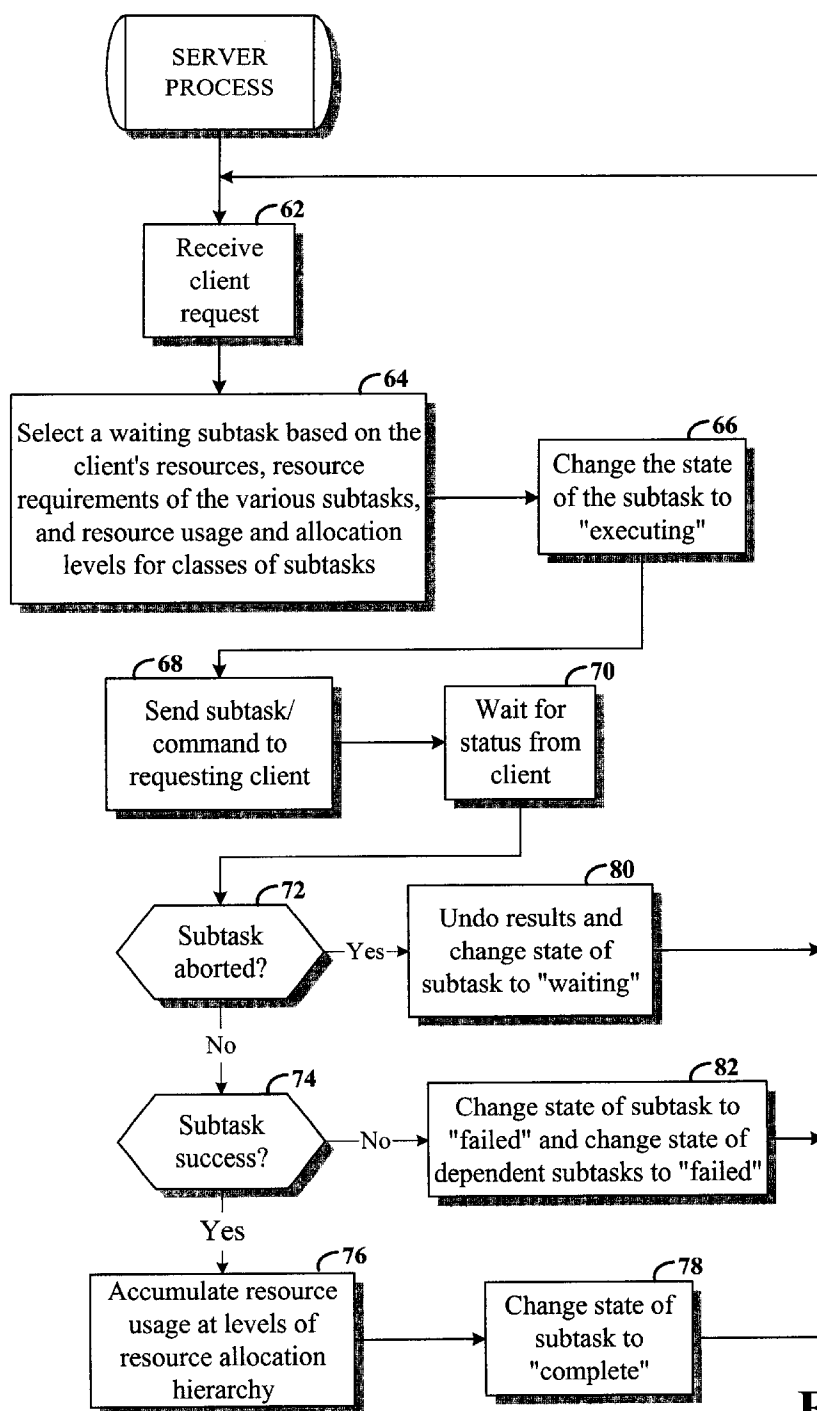 SERVER
PROCESS
62
Receive
client
request
64
Select a waiting subtask based on the
client's resources, resource
requirements of the various subtasks,
and resource usage and allocation
levels for classes of subtasks
66
Change the state
of the subtask to
"executing"
68
Send subtask/
command to
requesting client
70
Wait for
status from
client
72
Subtask
aborted?
Yes
80
Undo results and
change state of
subtask to "waiting"
No
74
Subtask
success?
No
82
Change state of subtask to
"failed" and change state of
dependent subtasks to "failed"
Yes
76
Accumulate resource
usage at levels of
resource allocation
hierarchy
78
Change state of
subtask to
"complete"